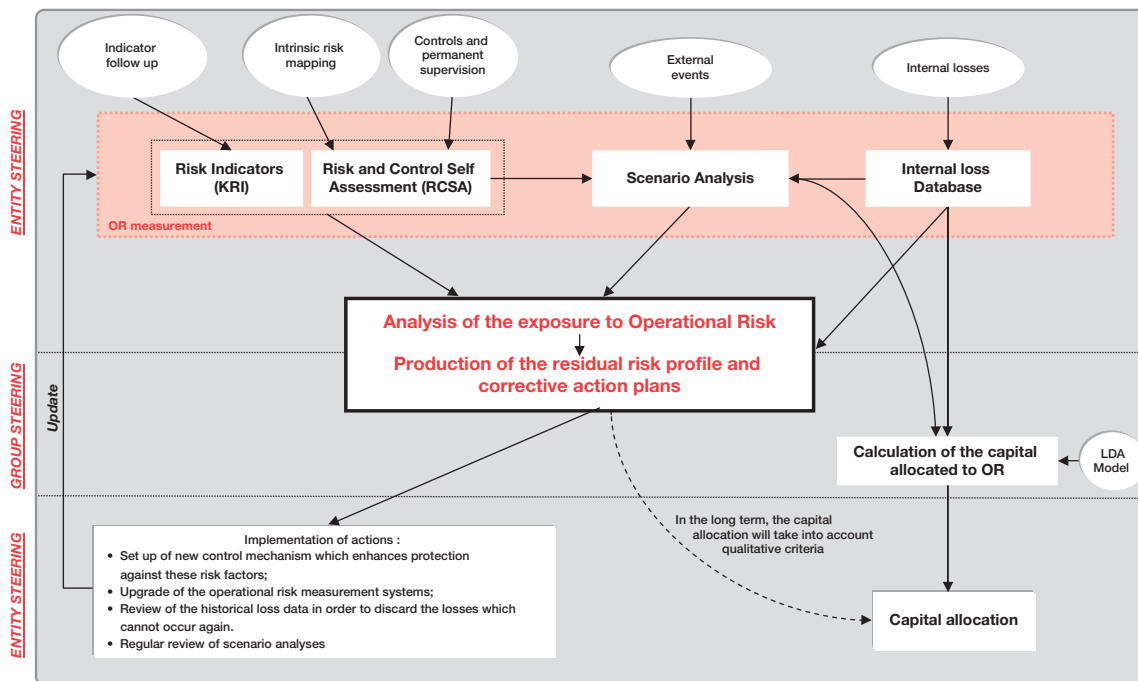 Indicator
follow up
Intrinsic risk
mapping
Controls and
permanent
supervision
External
events
Internal losses
ENTITY STEERING
Risk Indicators
(KRI)
Risk and Control Self
Assessment (RCSA)
Scenario Analysis
Internal loss
Database
OR measurement
Analysis of the exposure to Operational Risk
Production of the residual risk profile and
corrective action plans
GROUP STEERING
Update
Calculation of the capital
allocated to OR
LDA
Model
ENTITY STEERING
Implementation of actions :
• Set up of new control mechanism which enhances protection
against these risk factors;
• Upgrade of the operational risk measurement systems;
• Review of the historical loss data in order to discard the losses which
cannot occur again.
• Regular review of scenario analyses
In the long term, the capital
allocation will take into account
qualitative criteria
Capital allocation